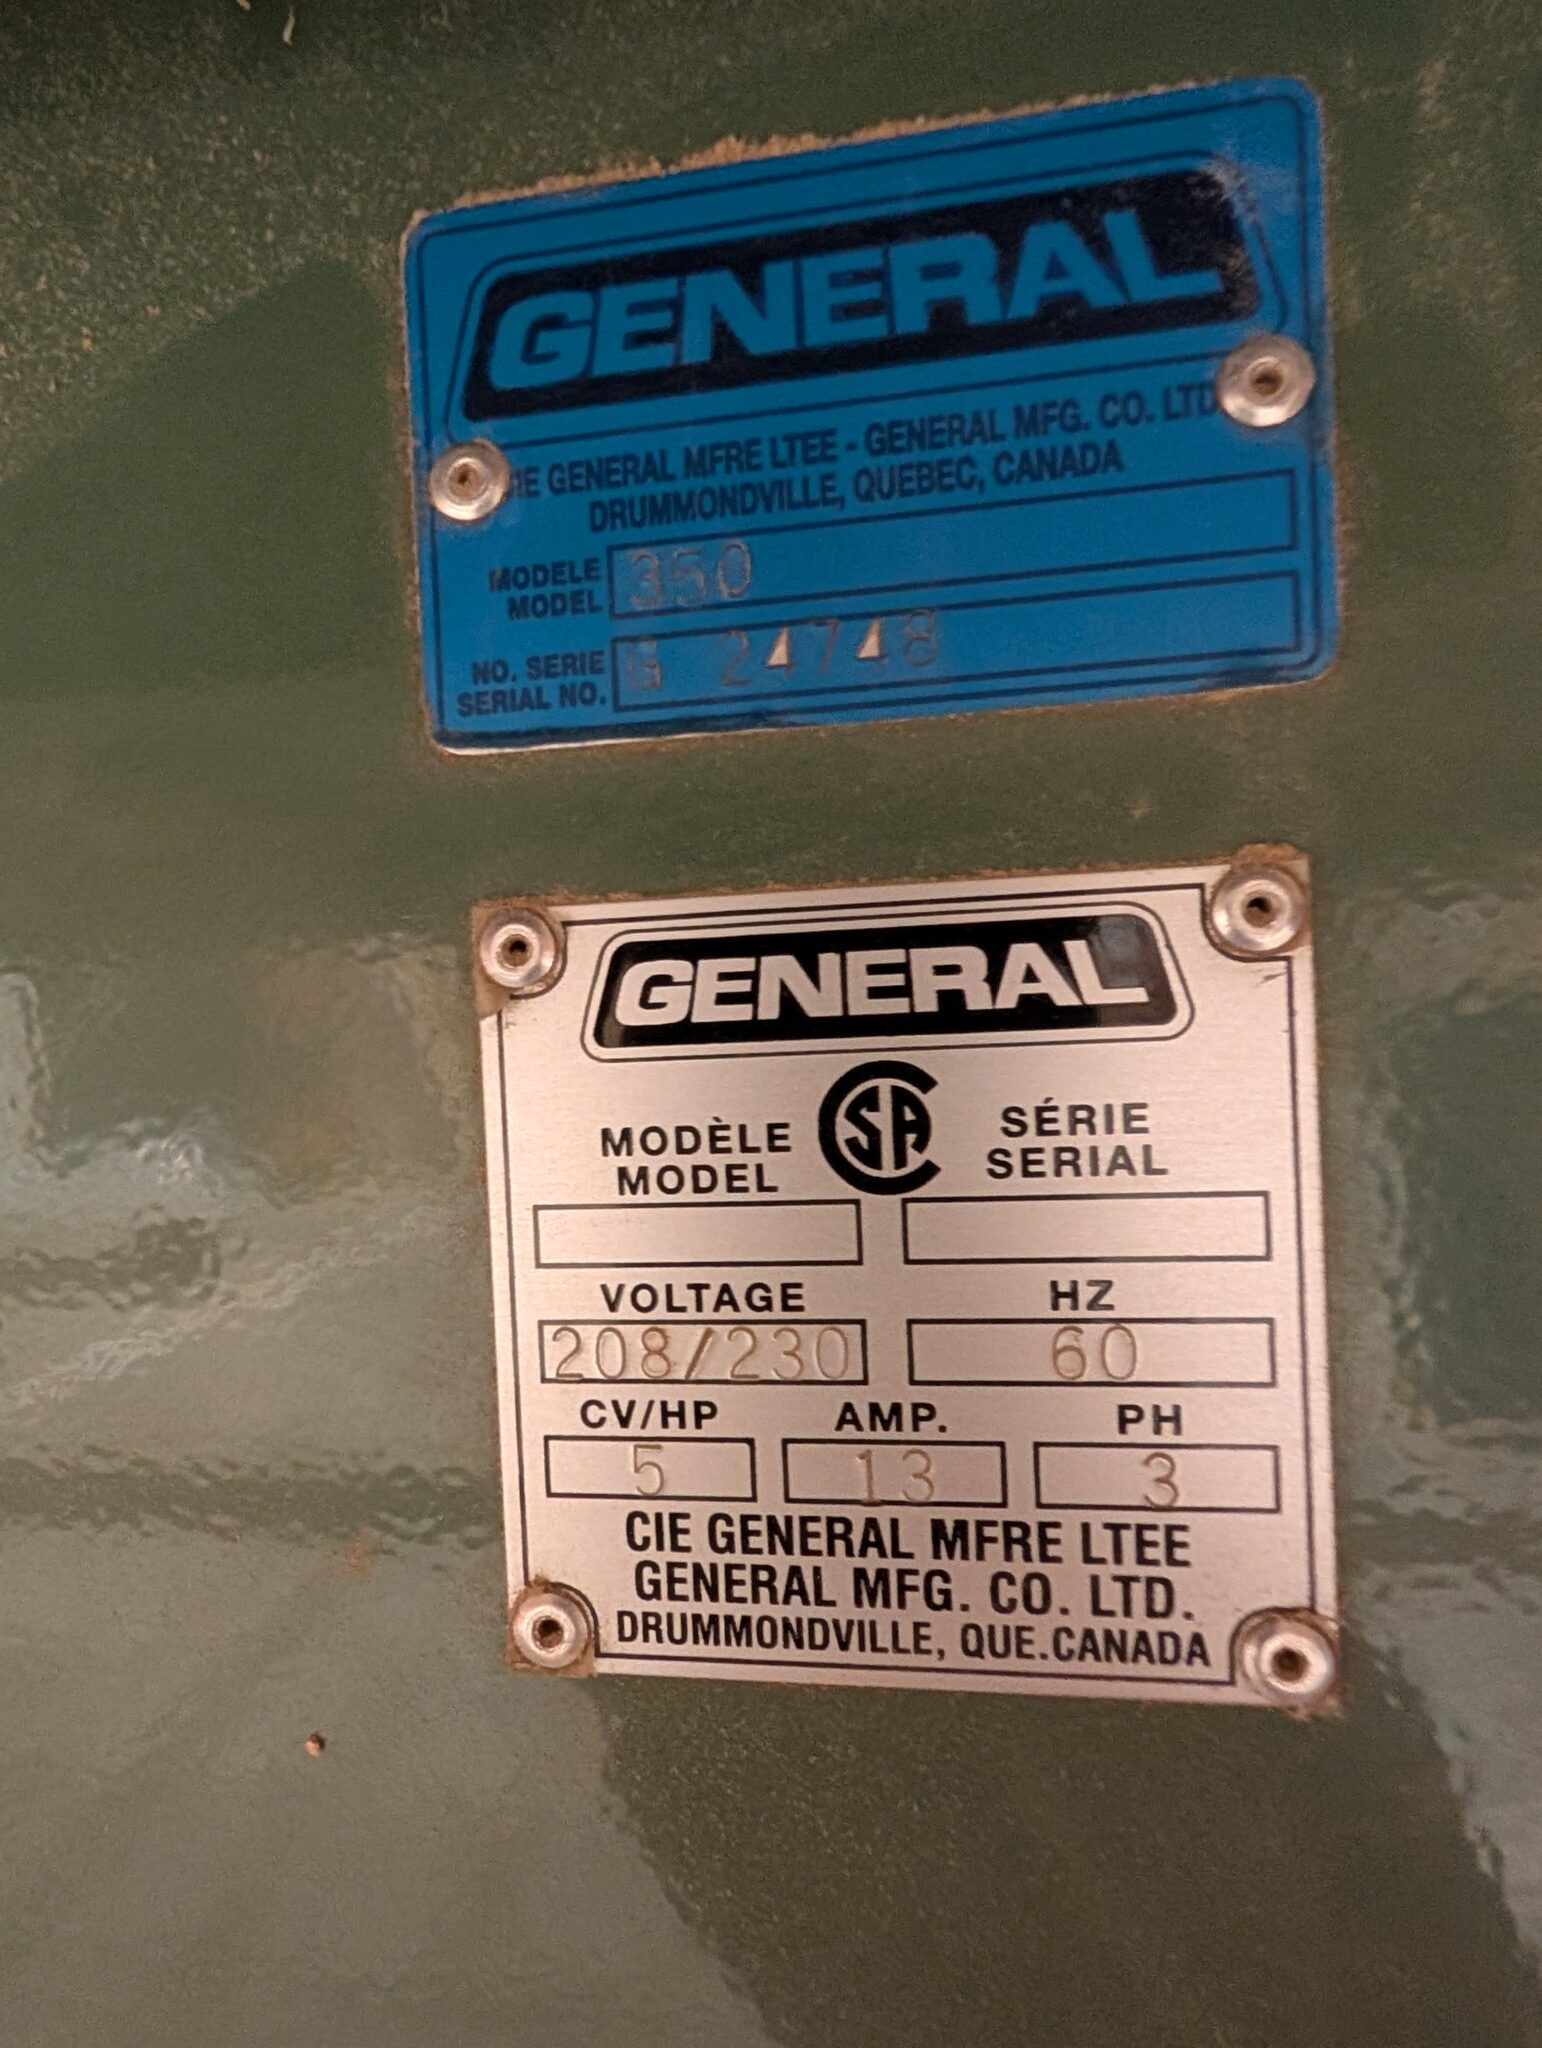 GENERAL
CIE GENERAL MFRE LTEE - GENERAL MFG. CO. LTD.
DRUMMONDVILLE, QUEBEC, CANADA
MODELE
MODEL
350
NO. SERIE
SERIAL NO.
G 24748
GENERAL
MODÈLE
MODEL
CSA
SÉRIE
SERIAL
VOLTAGE
HZ
208/230
60
CV/HP
AMP.
PH
5
13
3
CIE GENERAL MFRE LTEE
GENERAL MFG. CO. LTD.
DRUMMONDVILLE, QUE.CANADA